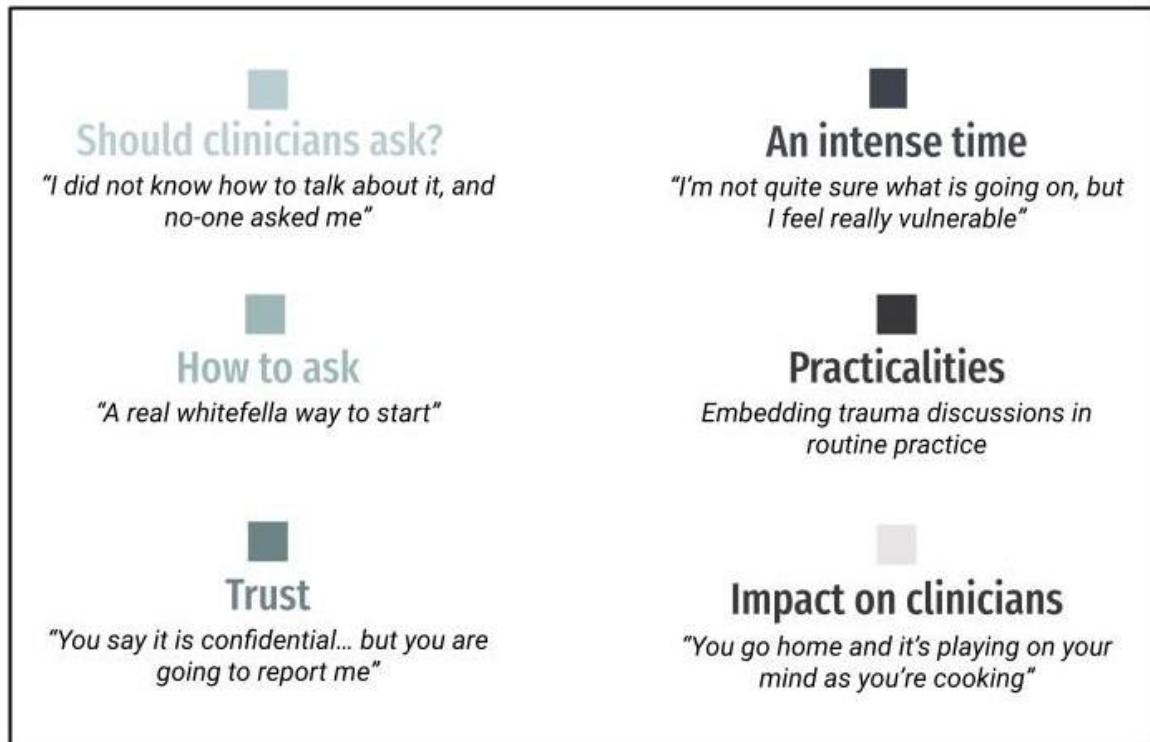 Should clinicians ask?
“I did not know how to talk about it, and
no-one asked me”
How to ask
“A real whitefella way to start”
Trust
“You say it is confidential... but you are
going to report me”
An intense time
“I’m not quite sure what is going on, but
I feel really vulnerable”
Practicalities
Embedding trauma discussions in
routine practice
Impact on clinicians
“You go home and it’s playing on your
mind as you’re cooking”